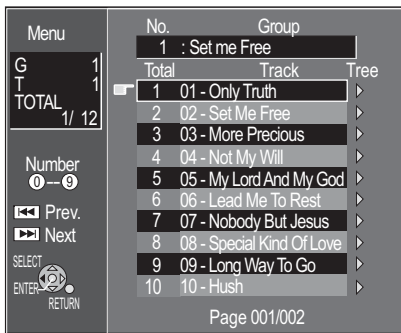 Menu
G 1
T 1
TOTAL
1/ 12
Number
0 -- 9
Prev.
Next
SELECT
ENTER
RETURN
No. Group
1 : Set me Free
Total Track Tree
1 01 - Only Truth
2 02 - Set Me Free
3 03 - More Precious
4 04 - Not My Will
5 05 - My Lord And My God
6 06 - Lead Me To Rest
7 07 - Nobody But Jesus
8 08 - Special Kind Of Love
9 09 - Long Way To Go
10 10 - Hush
Page 001/002